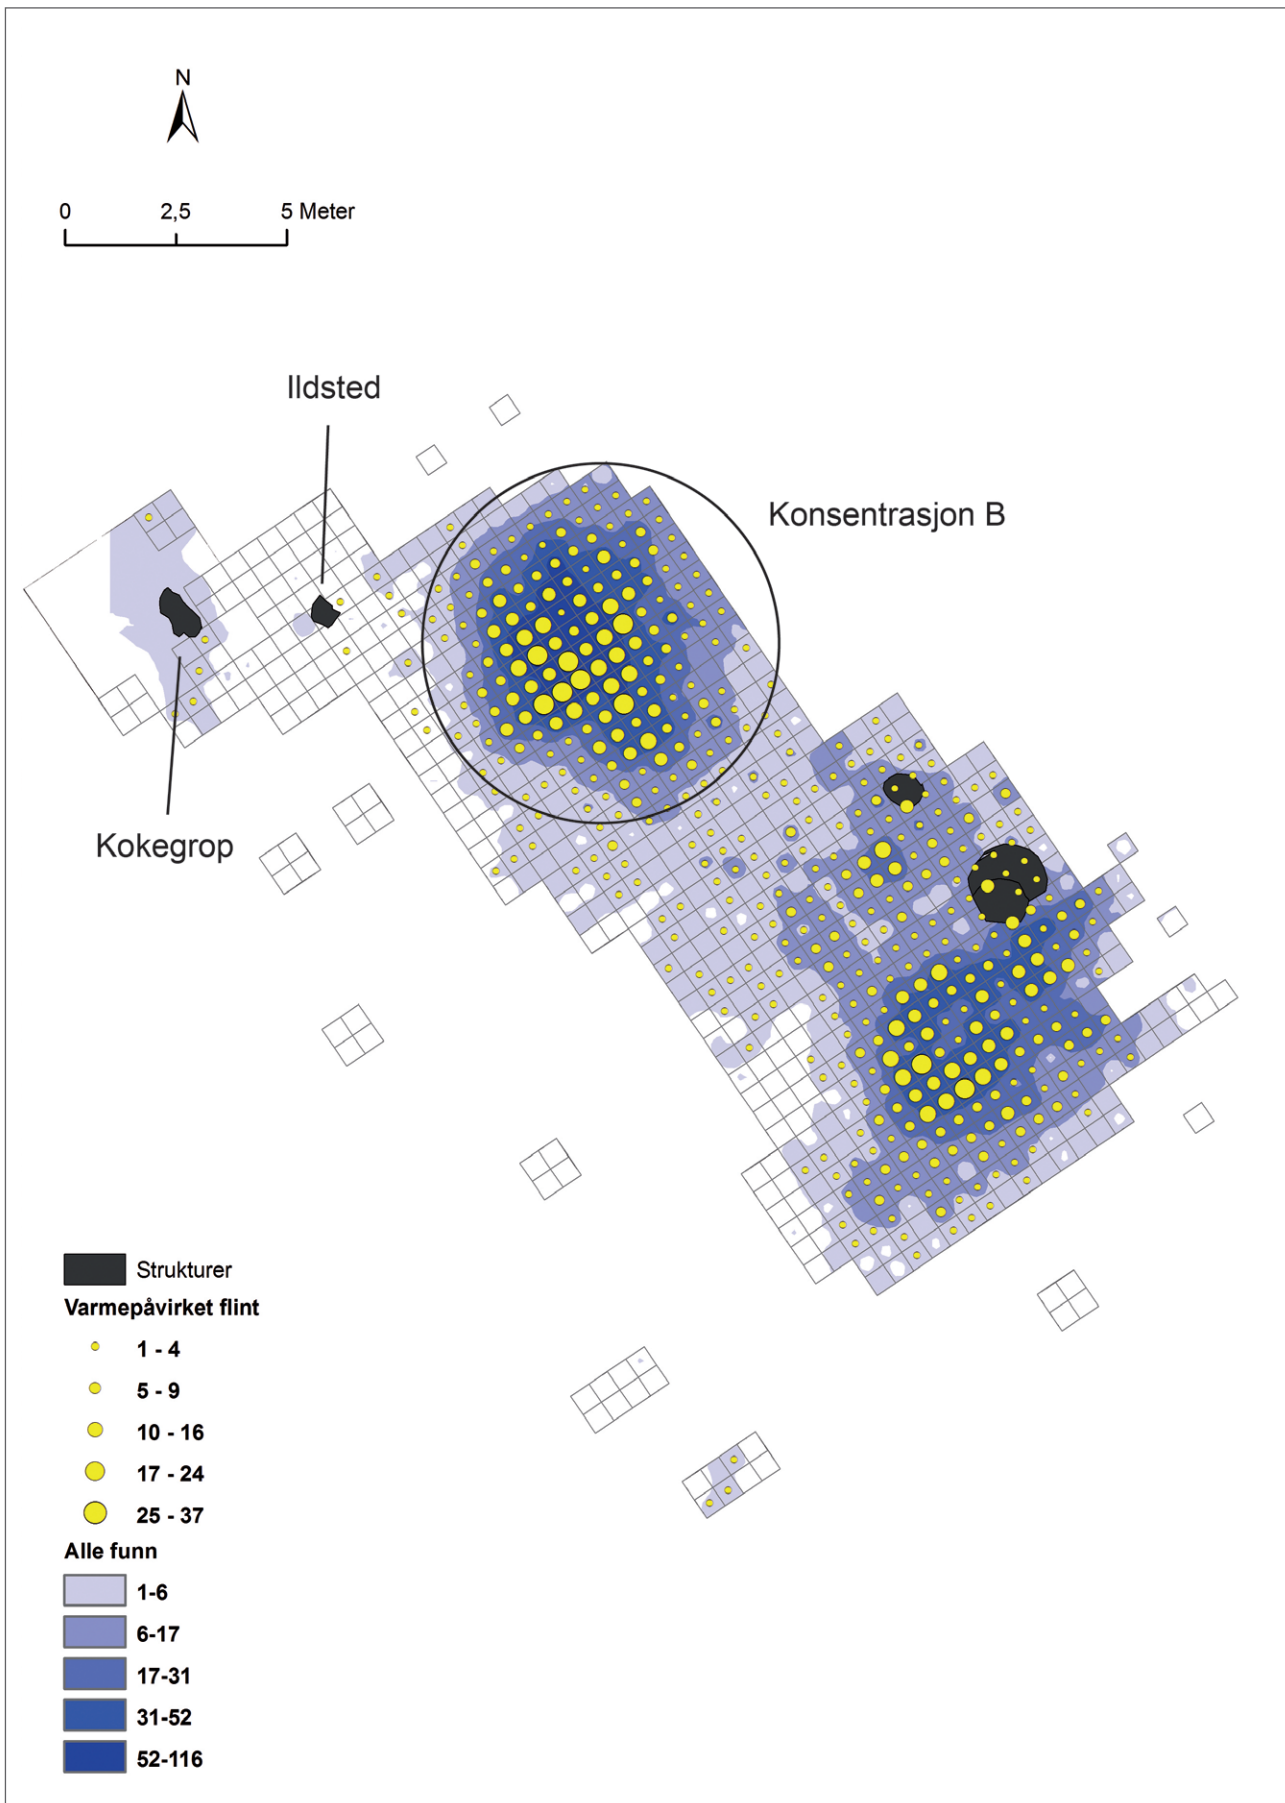 N
0 2,5 5 Meter
Ildsted
Konsentrasjon B
Kokegrop
Strukturer
Varmepåvirket flint
1 - 4
5 - 9
10 - 16
17 - 24
25 - 37
Alle funn
1-6
6-17
17-31
31-52
52-116